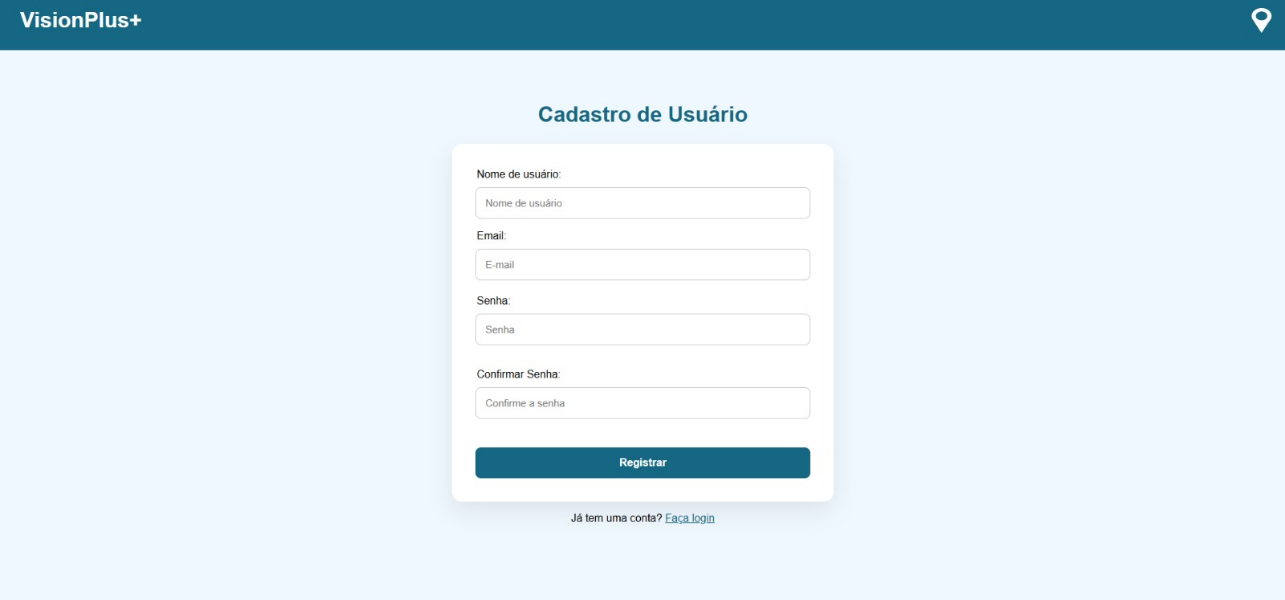 VisionPlus+
Cadastro de Usuário
Nome de usuário:
Nome de usuário
Email:
E-mail
Senha:
Senha
Confirmar Senha:
Confirme a senha
Registrar
Já tem uma conta? Faça login